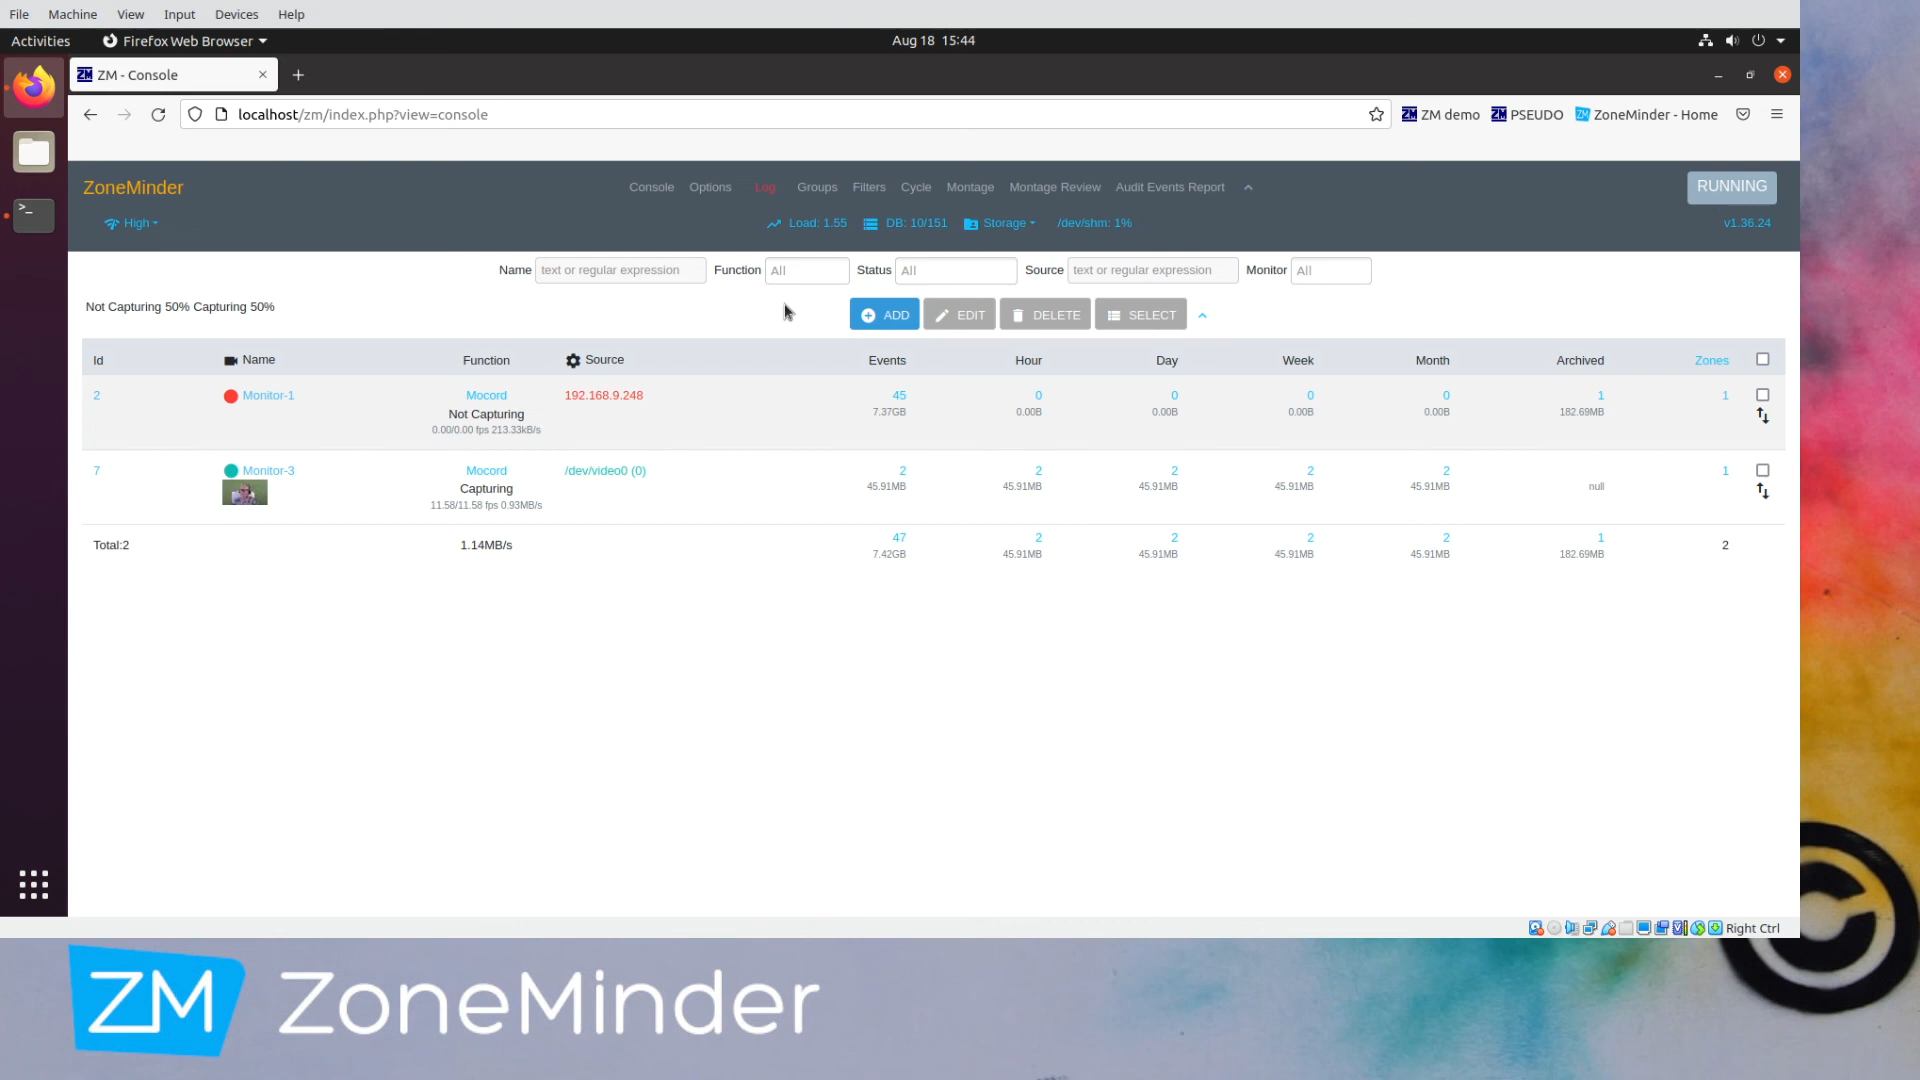 File Machine View Input Devices Help
Activities Firefox Web Browser Aug 18 15:44
ZM ZM - Console
localhost/zm/index.php?view=console ZM ZM demo ZM PSEUDO ZM ZoneMinder - Home
ZoneMinder Console Options Log Groups Filters Cycle Montage Montage Review Audit Events Report RUNNING
High Load: 1.55 DB: 10/151 Storage /dev/shm: 1% v1.36.24
Name text or regular expression Function All Status All Source text or regular expression Monitor All
Not Capturing 50% Capturing 50% ADD EDIT DELETE SELECT
Id Name Function Source Events Hour Day Week Month Archived Zones
2 Monitor-1 Mocord 192.168.9.248 45 0 0 0 0 1 1
Not Capturing 7.37GB 0.00B 0.00B 0.00B 0.00B 182.69MB
0.00/0.00 fps 213.33kB/s
7 Monitor-3 Mocord /dev/video0 (0) 2 2 2 2 2 1
Capturing 45.91MB 45.91MB 45.91MB 45.91MB 45.91MB null
11.58/11.58 fps 0.93MB/s
Total:2 1.14MB/s 47 2 2 2 2 1 2
7.42GB 45.91MB 45.91MB 45.91MB 45.91MB 182.69MB
Right Ctrl
ZM ZoneMinder